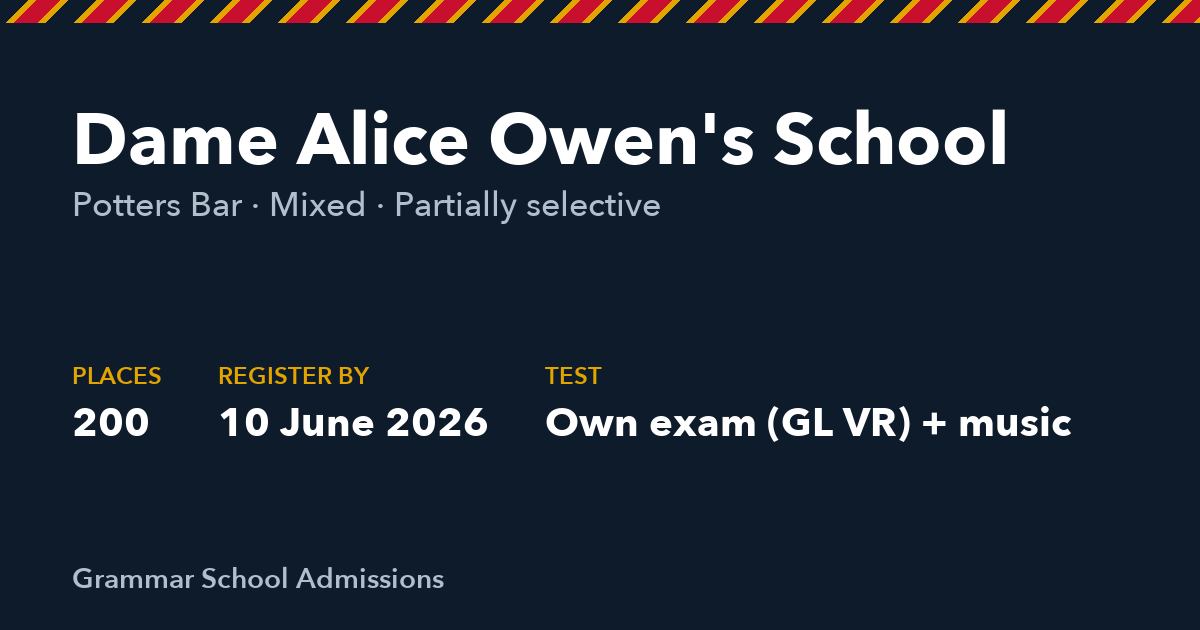 Dame Alice Owen's School
Potters Bar · Mixed · Partially selective
PLACES
200
REGISTER BY
10 June 2026
TEST
Own exam (GL VR) + music
Grammar School Admissions